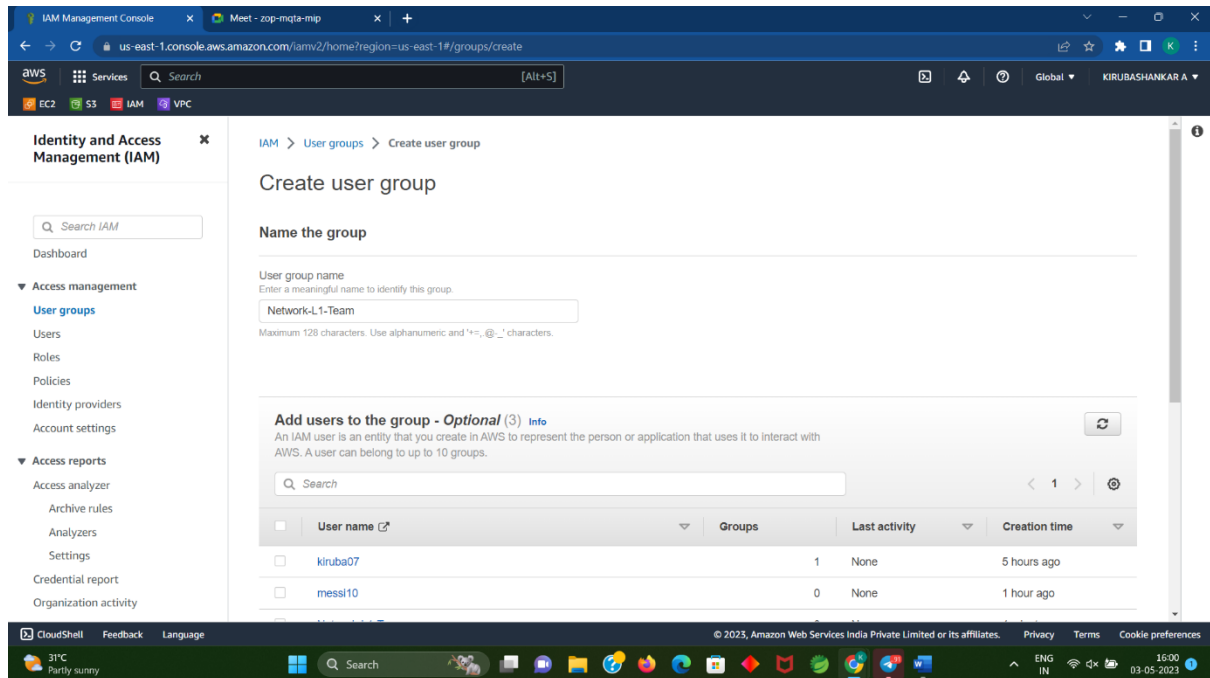 IAM Management Console
Meet - zop-mqta-mip
us-east-1.console.aws.amazon.com/iamv2/home?region=us-east-1#/groups/create
K
aws
Services
Search
[Alt+S]
Global
KIRUBASHANKAR A
EC2
S3
IAM
VPC
Identity and Access
Management (IAM)
Search IAM
Dashboard
Access management
User groups
Users
Roles
Policies
Identity providers
Account settings
Access reports
Access analyzer
Archive rules
Analyzers
Settings
Credential report
Organization activity
IAM > User groups > Create user group
Create user group
Name the group
User group name
Enter a meaningful name to identify this group.
Network-L1-Team
Maximum 128 characters. Use alphanumeric and '+=,.@-_' characters.
Add users to the group - Optional (3) Info
An IAM user is an entity that you create in AWS to represent the person or application that uses it to interact with
AWS. A user can belong to up to 10 groups.
Search
1
User name Groups Last activity Creation time
kiruba07 1 None 5 hours ago
messi10 0 None 1 hour ago
CloudShell Feedback Language
© 2023, Amazon Web Services India Private Limited or its affiliates. Privacy Terms Cookie preferences
31°C
Partly sunny
Search
ENG
IN
16:00
03-05-2023
1